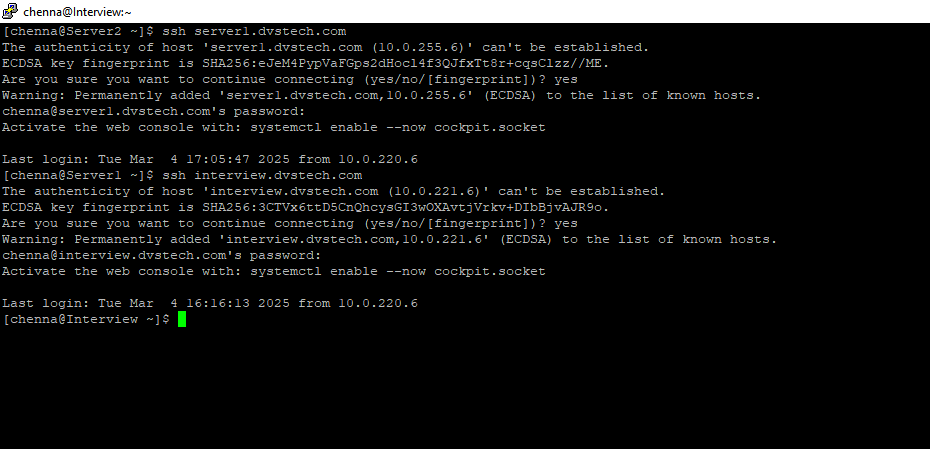 chenna@Interview:~
[chenna@Server2 ~]$ ssh server1.dvstech.com
The authenticity of host 'server1.dvstech.com (10.0.255.6)' can't be established.
ECDSA key fingerprint is SHA256:eJeM4PypVaFGps2dHocl4f3QJfxTt8r+cqsClzz//ME.
Are you sure you want to continue connecting (yes/no/[fingerprint])? yes
Warning: Permanently added 'server1.dvstech.com,10.0.255.6' (ECDSA) to the list of known hosts.
chenna@server1.dvstech.com's password:
Activate the web console with: systemctl enable --now cockpit.socket
Last login: Tue Mar  4 17:05:47 2025 from 10.0.220.6
[chenna@Server1 ~]$ ssh interview.dvstech.com
The authenticity of host 'interview.dvstech.com (10.0.221.6)' can't be established.
ECDSA key fingerprint is SHA256:3CTVx6ttD5CnQhcysGI3wOXAvtjVrkv+DIbBjvAJR9o.
Are you sure you want to continue connecting (yes/no/[fingerprint])? yes
Warning: Permanently added 'interview.dvstech.com,10.0.221.6' (ECDSA) to the list of known hosts.
chenna@interview.dvstech.com's password:
Activate the web console with: systemctl enable --now cockpit.socket
Last login: Tue Mar  4 16:16:13 2025 from 10.0.220.6
[chenna@Interview ~]$